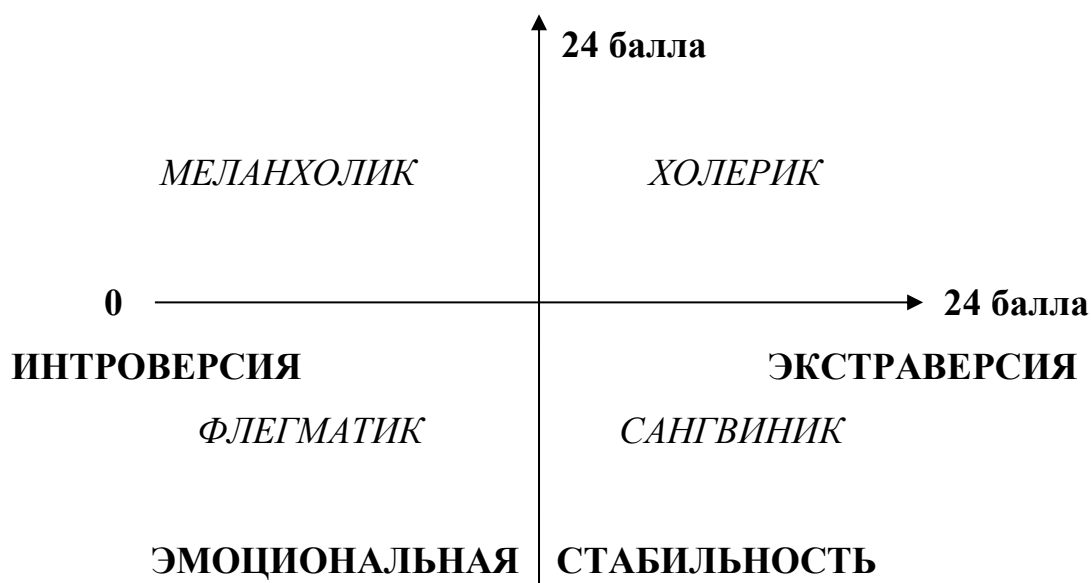 24 балла
МЕЛАНХОЛИК ХОЛЕРИК
0 24 балла
ИНТРОВЕРСИЯ ЭКСТРАВЕРСИЯ
ФЛЕГМАТИК САНГВИНИК
ЭМОЦИОНАЛЬНАЯ СТАБИЛЬНОСТЬ